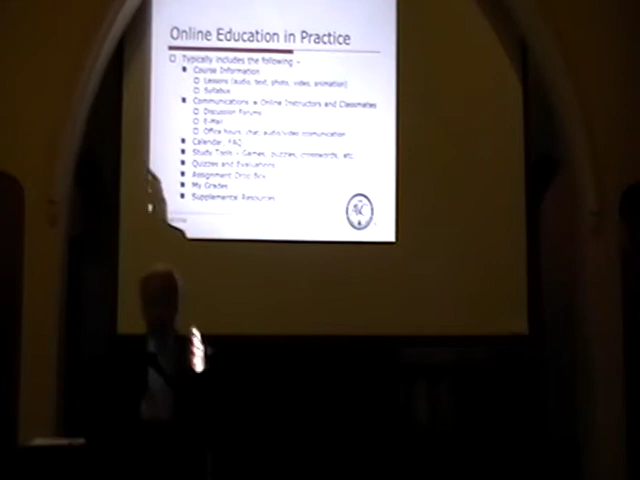 Online Education in Practice
Typically includes the following –
Course Information
Lessons (audio, text, photo, video, animation)
Syllabus
Communications w Online Instructors and Classmates
Discussion Forums
E-Mail
Office hours, chat, audio/video communication
Calendar, FAQ
Study Tools – Games, puzzles, crosswords, etc.
Quizzes and Evaluations
Assignment Drop Box
My Grades
Supplemental Resources